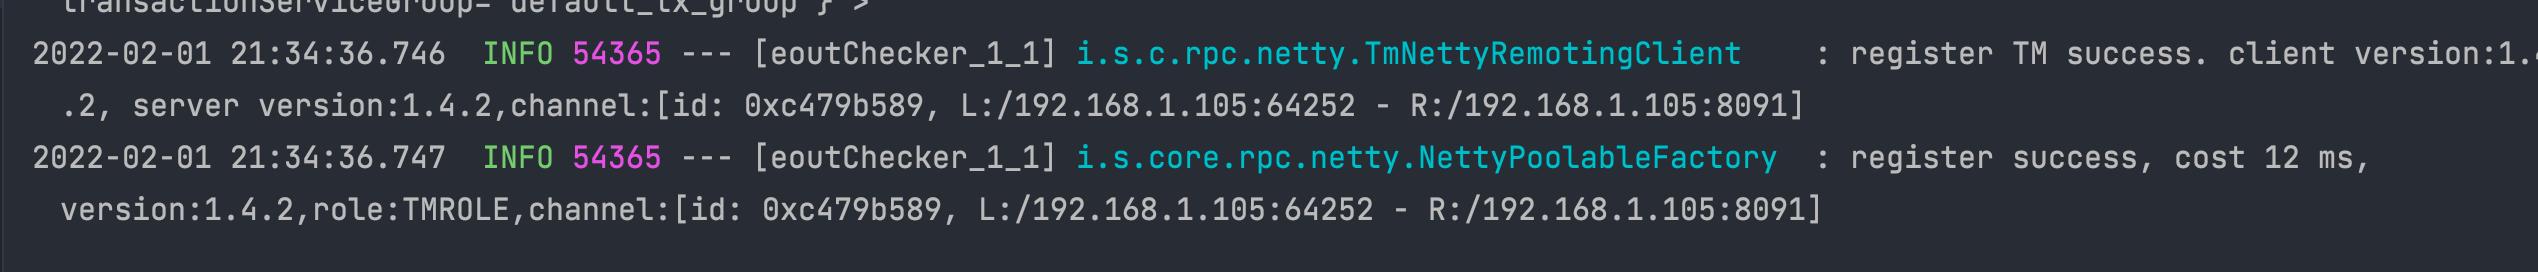 transactionServiceGroup='default_tx_group'} >
2022-02-01 21:34:36.746  INFO 54365 --- [eoutChecker_1_1] i.s.c.rpc.netty.TmNettyRemotingClient    : register TM success. client version:1.4
.2, server version:1.4.2,channel:[id: 0xc479b589, L:/192.168.1.105:64252 - R:/192.168.1.105:8091]
2022-02-01 21:34:36.747  INFO 54365 --- [eoutChecker_1_1] i.s.core.rpc.netty.NettyPoolableFactory  : register success, cost 12 ms,
version:1.4.2,role:TMROLE,channel:[id: 0xc479b589, L:/192.168.1.105:64252 - R:/192.168.1.105:8091]